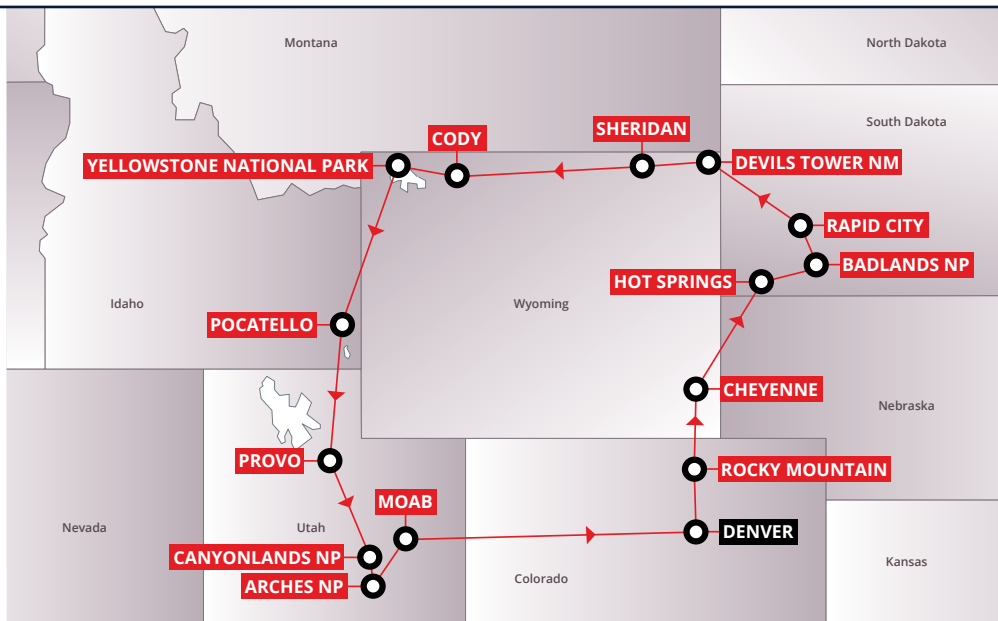 Montana
North Dakota
South Dakota
CODY
SHERIDAN
YELLOWSTONE NATIONAL PARK
DEVILS TOWER NM
RAPID CITY
BADLANDS NP
HOT SPRINGS
Idaho
Wyoming
POCATELLO
CHEYENNE
Nebraska
PROVO
ROCKY MOUNTAIN
MOAB
Nevada
Utah
DENVER
CANYONLANDS NP
ARCHES NP
Colorado
Kansas